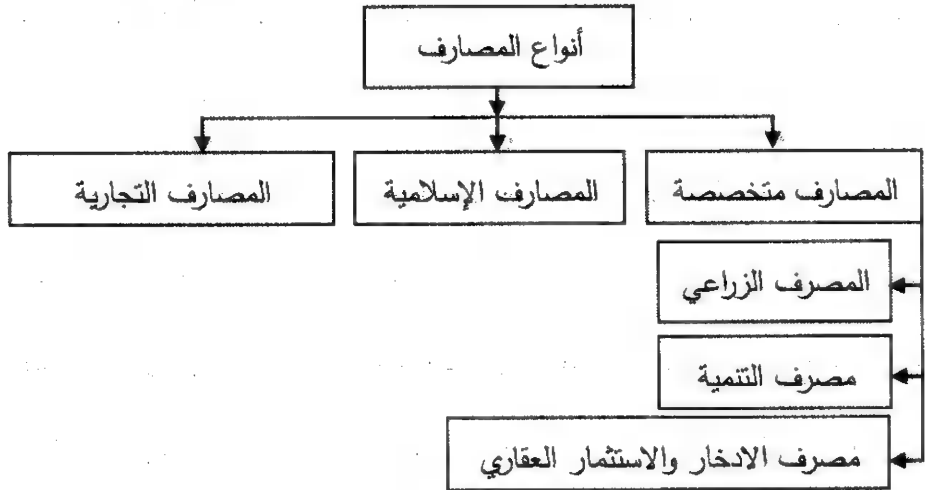 أنواع المصارف
المصارف متخصصة
المصارف الإسلامية
المصارف التجارية
المصرف الزراعي
مصرف التنمية
مصرف الادخار والاستثمار العقاري